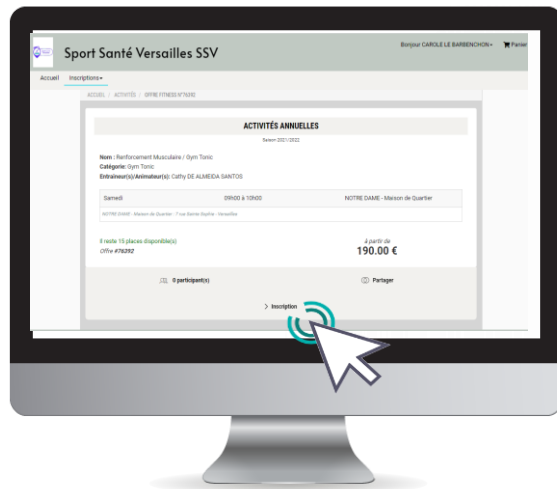 Sport Santé Versailles SSV
Bonjour CAROLE LE BARBENCHON
Panier
Accueil Inscriptions
ACCUEIL / ACTIVITÉS / OFFRE FITNESS N°76392
ACTIVITÉS ANNUELLES
Saison 2021/2022
Nom : Renforcement Musculaire / Gym Tonic
Catégorie: Gym Tonic
Entraineur(s)/Animateur(s): Cathy DE ALMEIDA SANTOS
Samedi 09h00 à 10h00 NOTRE DAME - Maison de Quartier
NOTRE DAME - Maison de Quartier - 7 rue Sainte Sophie - Versailles
Il reste 15 places disponible(s)
à partir de
Offre #76292
190.00 €
0 participant(s) Partager
> Inscription